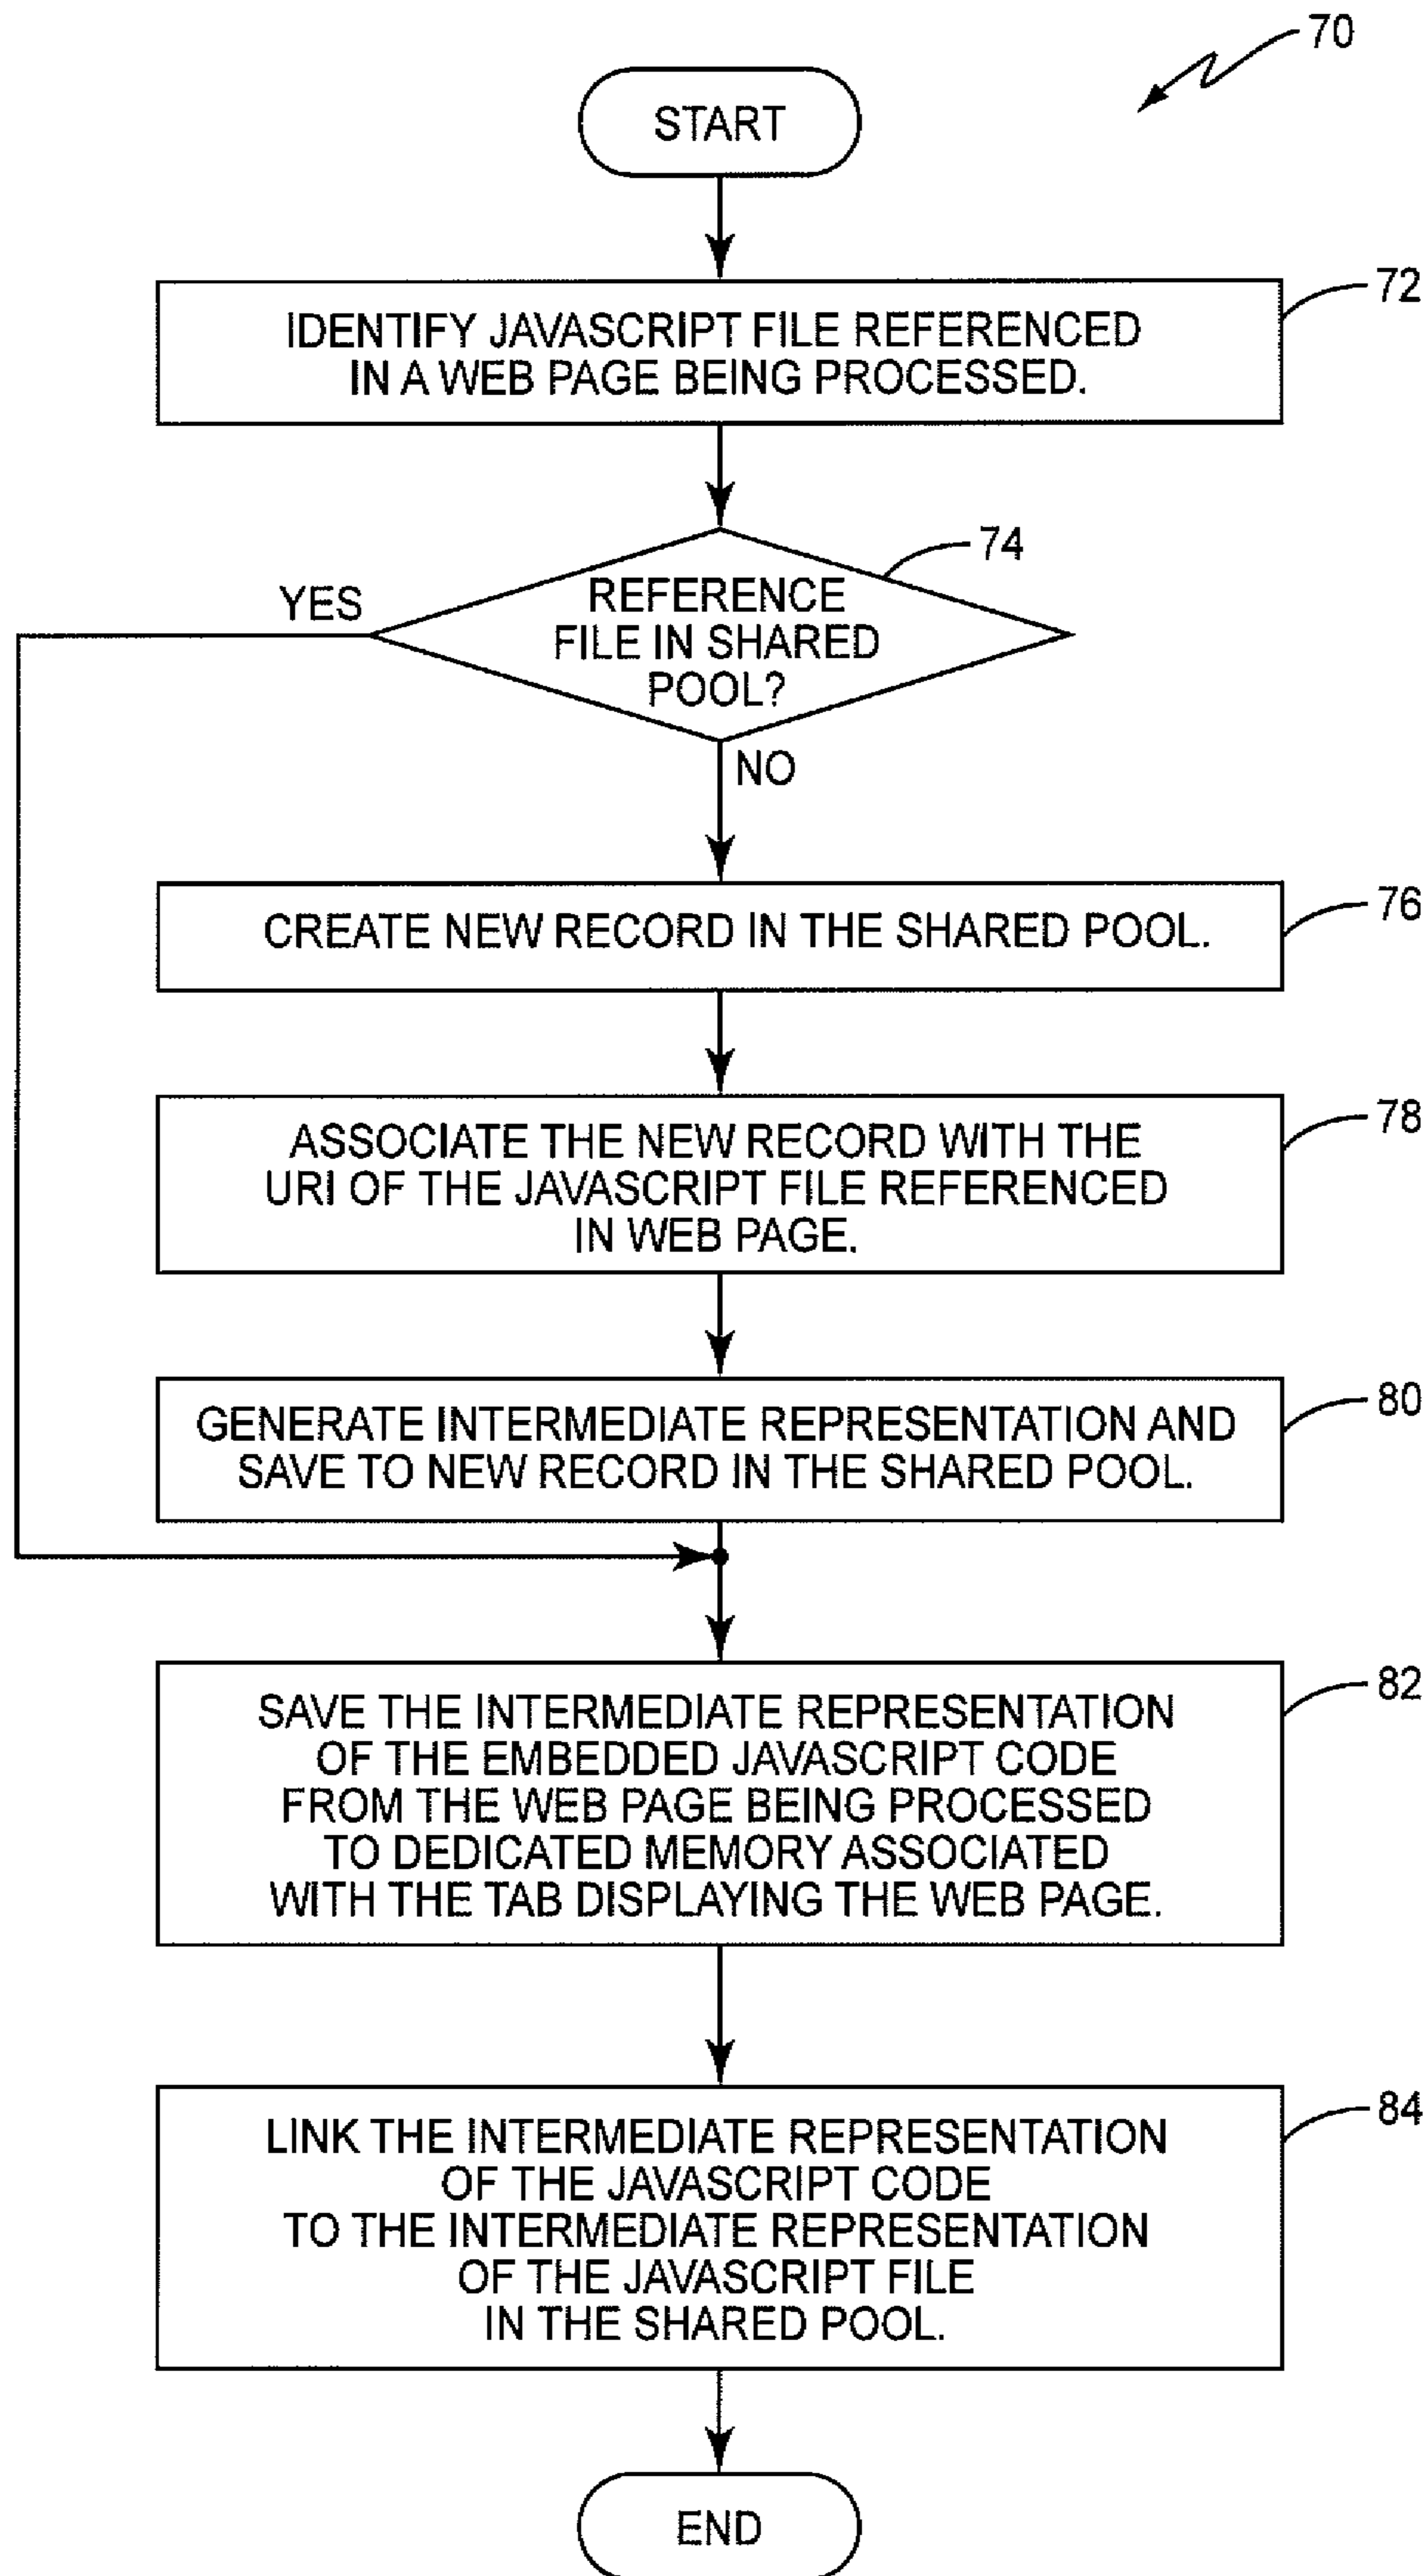 70
START
72
IDENTIFY JAVASCRIPT FILE REFERENCED
IN A WEB PAGE BEING PROCESSED.
74
YES
REFERENCE
FILE IN SHARED
POOL?
NO
76
CREATE NEW RECORD IN THE SHARED POOL.
78
ASSOCIATE THE NEW RECORD WITH THE
URI OF THE JAVASCRIPT FILE REFERENCED
IN WEB PAGE.
80
GENERATE INTERMEDIATE REPRESENTATION AND
SAVE TO NEW RECORD IN THE SHARED POOL.
82
SAVE THE INTERMEDIATE REPRESENTATION
OF THE EMBEDDED JAVASCRIPT CODE
FROM THE WEB PAGE BEING PROCESSED
TO DEDICATED MEMORY ASSOCIATED
WITH THE TAB DISPLAYING THE WEB PAGE.
84
LINK THE INTERMEDIATE REPRESENTATION
OF THE JAVASCRIPT CODE
TO THE INTERMEDIATE REPRESENTATION
OF THE JAVASCRIPT FILE
IN THE SHARED POOL.
END